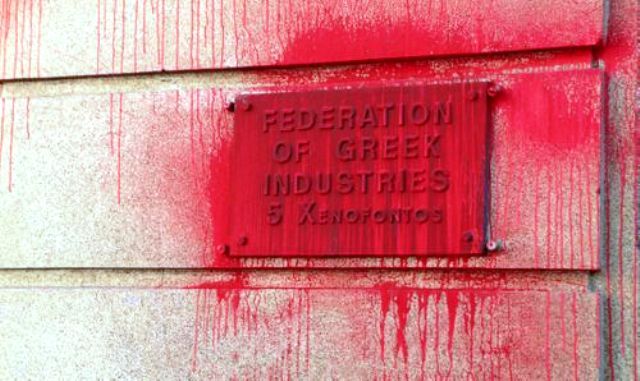 FEDERATION
OF GREEK
INDUSTRIES
5 XENOFONTOS